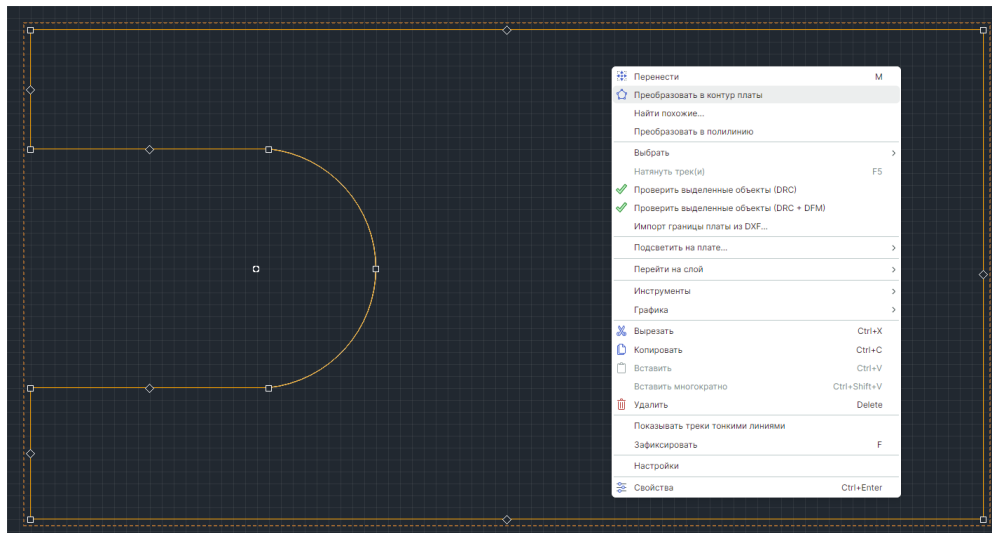 Перенести M
Преобразовать в контур платы
Найти похожие...
Преобразовать в полилинию
Выбрать
Натянуть трек(и) F5
Проверить выделенные объекты (DRC)
Проверить выделенные объекты (DRC + DFM)
Импорт границы платы из DXF...
Подсветить на плате...
Перейти на слой
Инструменты
Графика
Вырезать Ctrl+X
Копировать Ctrl+C
Вставить Ctrl+V
Вставить многократно Ctrl+Shift+V
Удалить Delete
Показывать треки тонкими линиями
Зафиксировать F
Настройки
Свойства Ctrl+Enter